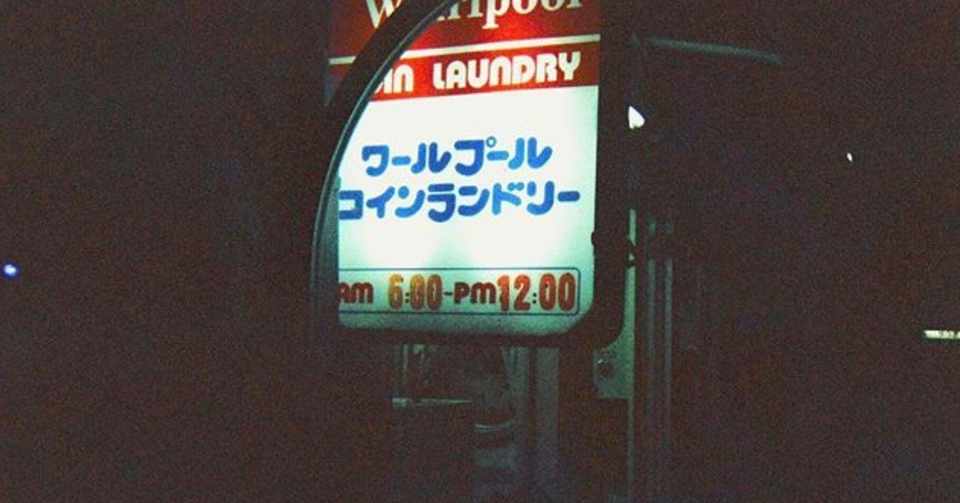 Whirlpool
IN LAUNDRY
ワールプール
コインランドリー
am 6:00-pm12:00